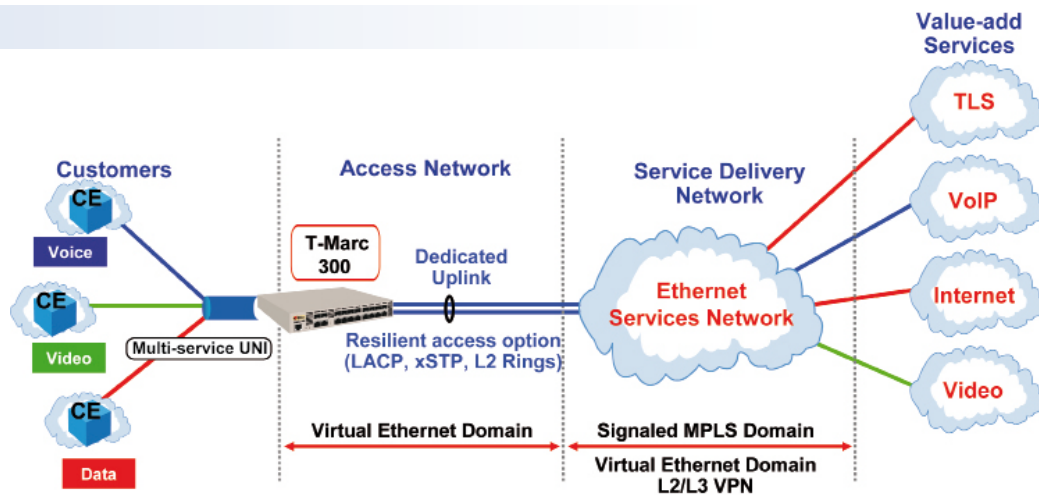 Value-add
Services
TLS
VoIP
Internet
Video
Customers
CE
Voice
CE
Video
CE
Data
Multi-service UNI
Access Network
T-Marc
300
Dedicated
Uplink
Resilient access option
(LACP, xSTP, L2 Rings)
Virtual Ethernet Domain
Service Delivery
Network
Ethernet
Services Network
Signaled MPLS Domain
Virtual Ethernet Domain
L2/L3 VPN